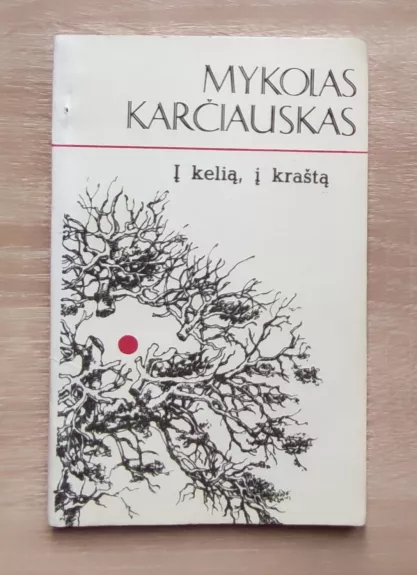 MYKOLAS
KARČIAUSKAS
Į kelią, į kraštą